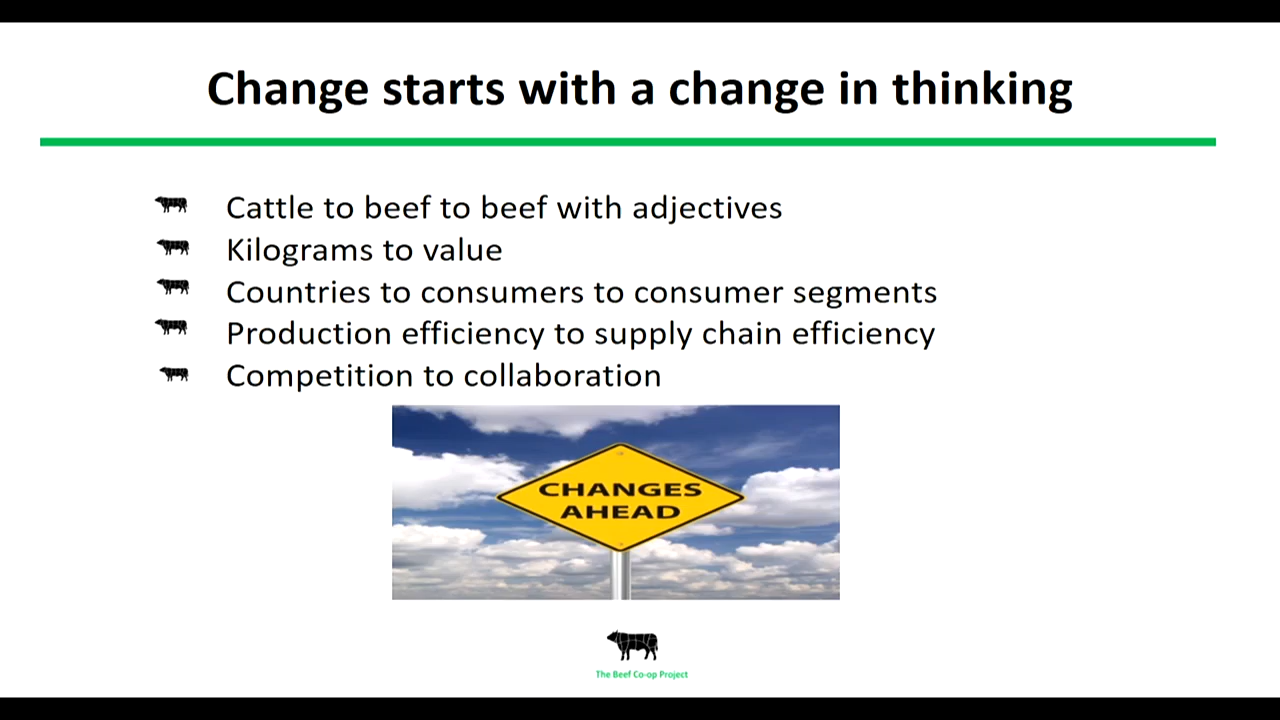 Change starts with a change in thinking
Cattle to beef to beef with adjectives
Kilograms to value
Countries to consumers to consumer segments
Production efficiency to supply chain efficiency
Competition to collaboration
CHANGES
AHEAD
The Beef Co-op Project